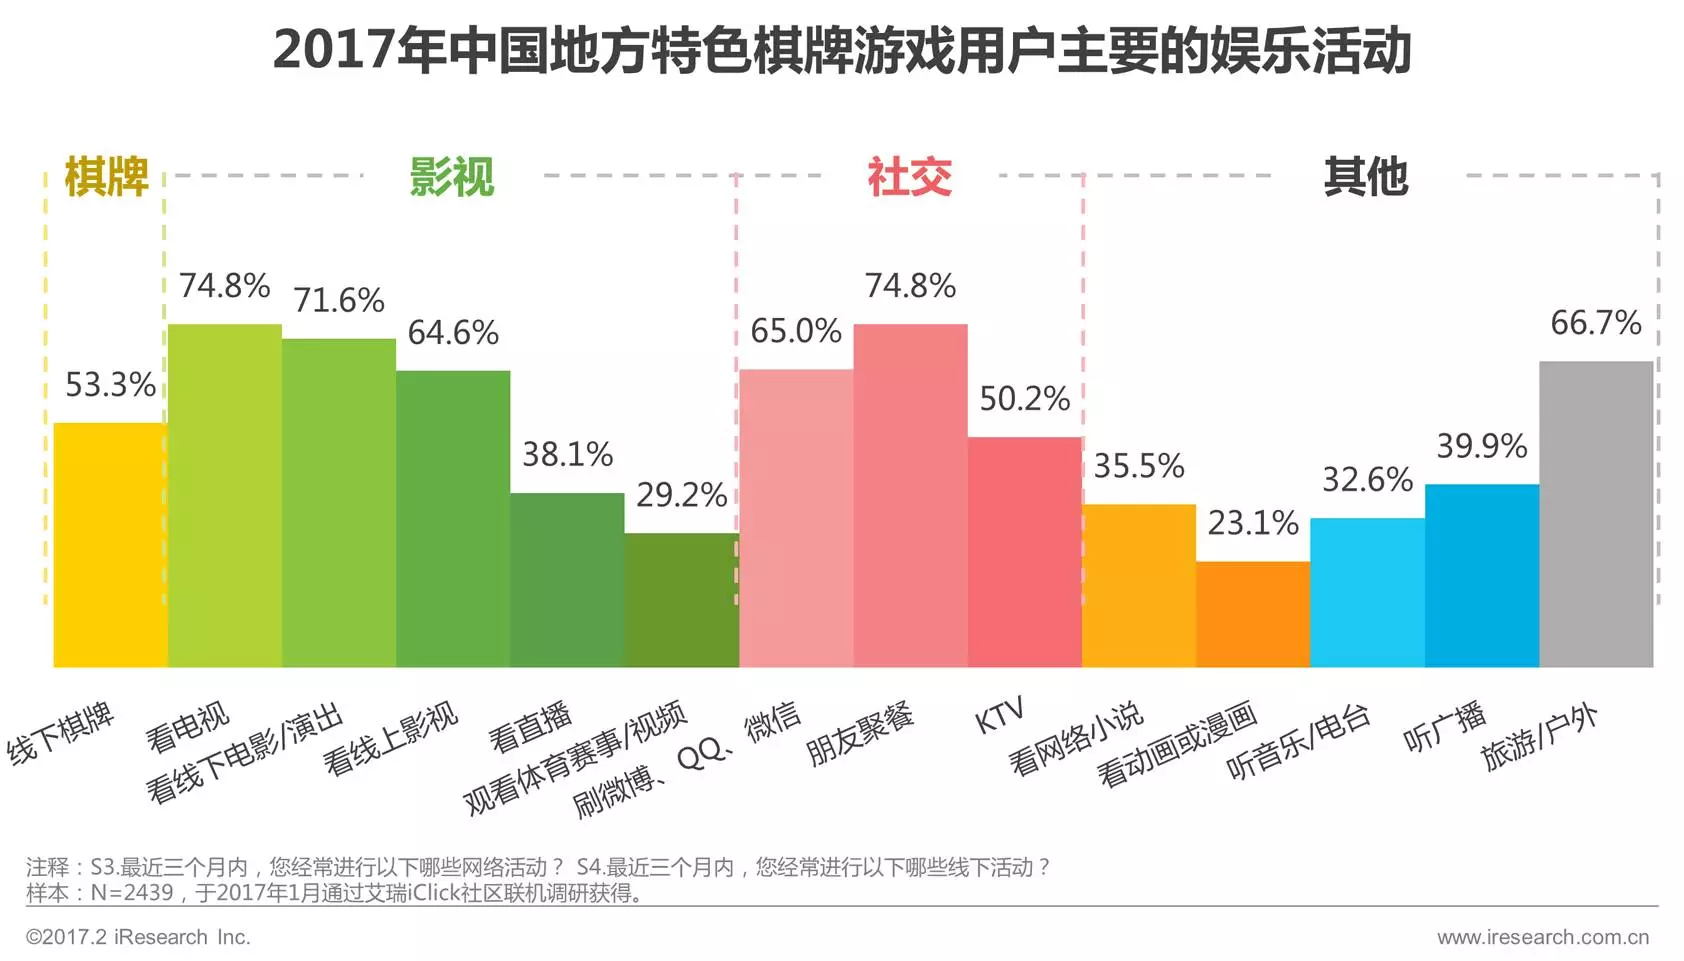 2017年中国地方特色棋牌游戏用户主要的娱乐活动
棋牌
影视
社交
其他
53.3%
74.8%
71.6%
64.6%
38.1%
29.2%
65.0%
74.8%
50.2%
35.5%
23.1%
32.6%
39.9%
66.7%
线下棋牌
看电视
看线下电影/演出
看线上影视
看直播
观看体育赛事/视频
刷微博、QQ、微信
朋友聚餐
KTV
看网络小说
看动画或漫画
听音乐/电台
听广播
旅游/户外
注释：S3.最近三个月内，您经常进行以下哪些网络活动？ S4.最近三个月内，您经常进行以下哪些线下活动？
样本：N=2439，于2017年1月通过艾瑞iClick社区联机调研获得。
©2017.2 iResearch Inc.
www.iresearch.com.cn